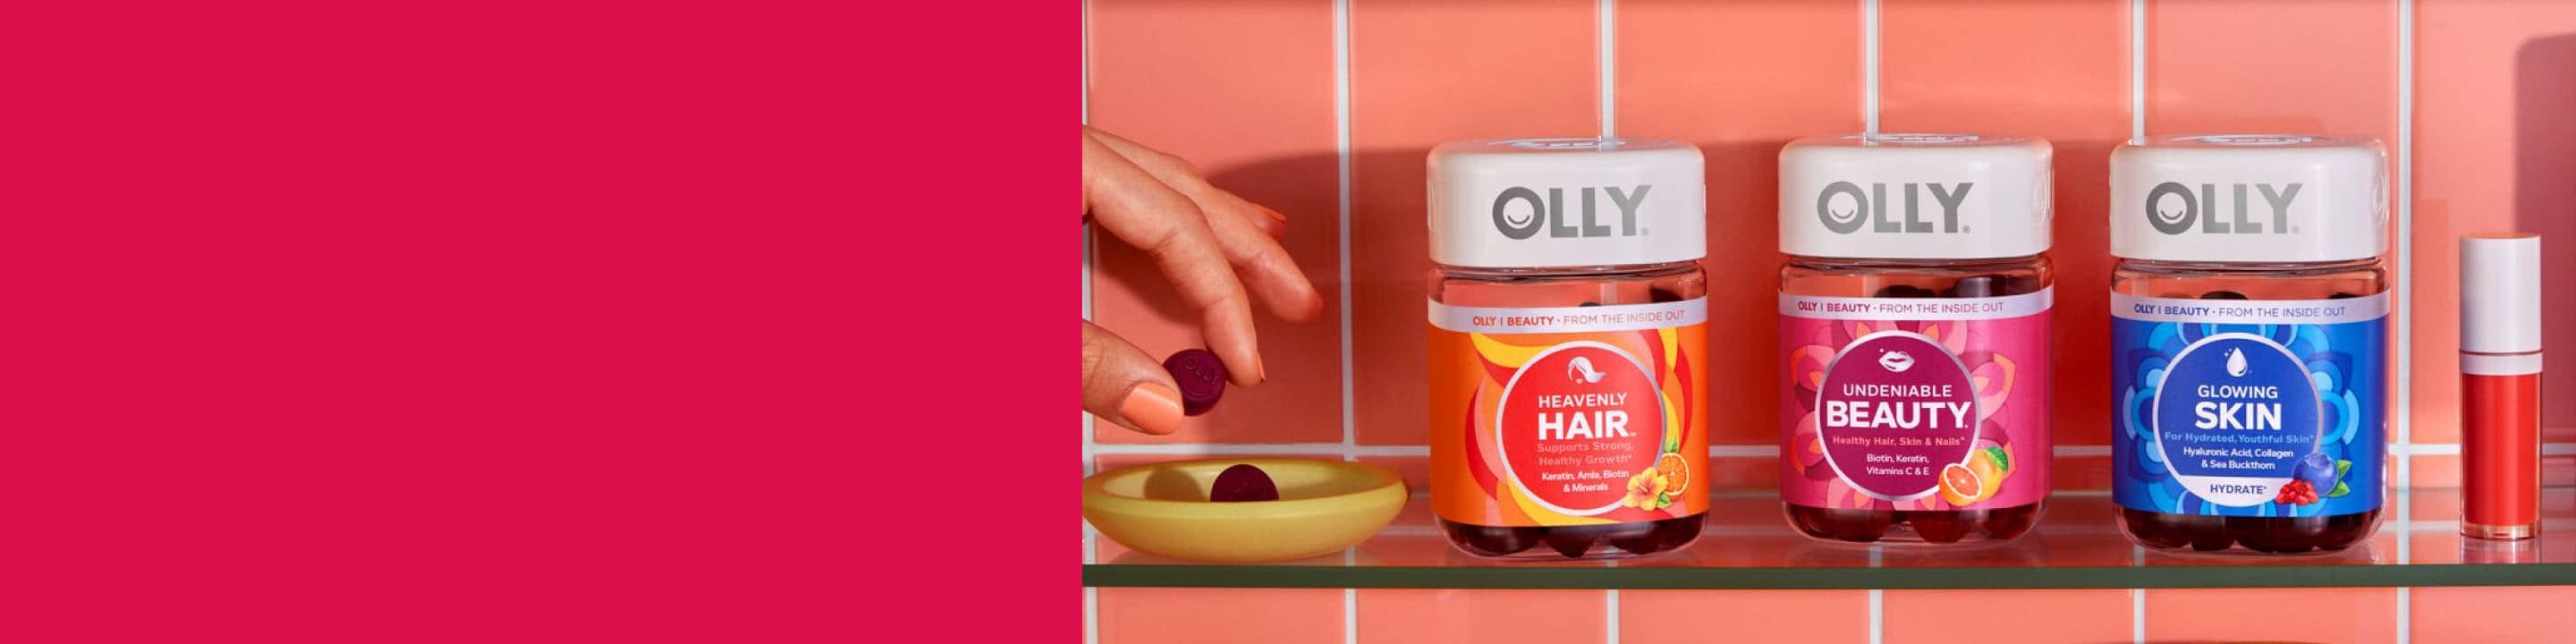 OLLY
OLLY
OLLY | BEAUTY • FROM THE INSIDE OUT
HEAVENLY
HAIR™
Supports Strong,
Healthy Growth*
Keratin, Amla, Biotin
& Minerals
OLLY.
OLLY | BEAUTY • FROM THE INSIDE OUT
UNDENIABLE
BEAUTY.
Healthy Hair, Skin & Nails*
Biotin, Keratin,
Vitamins C & E
OLLY.
OLLY | BEAUTY • FROM THE INSIDE OUT
GLOWING
SKIN
For Hydrated, Youthful Skin*
Hyaluronic Acid, Collagen
& Sea Buckthorn
HYDRATE*